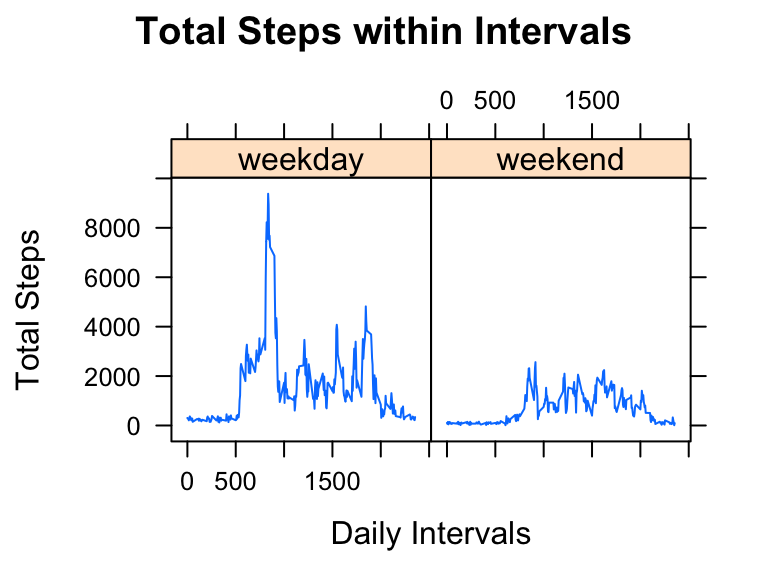 Total Steps within Intervals
0 500 1500
weekday weekend
8000
6000
4000
2000
0
Total Steps
0 500 1500
Daily Intervals